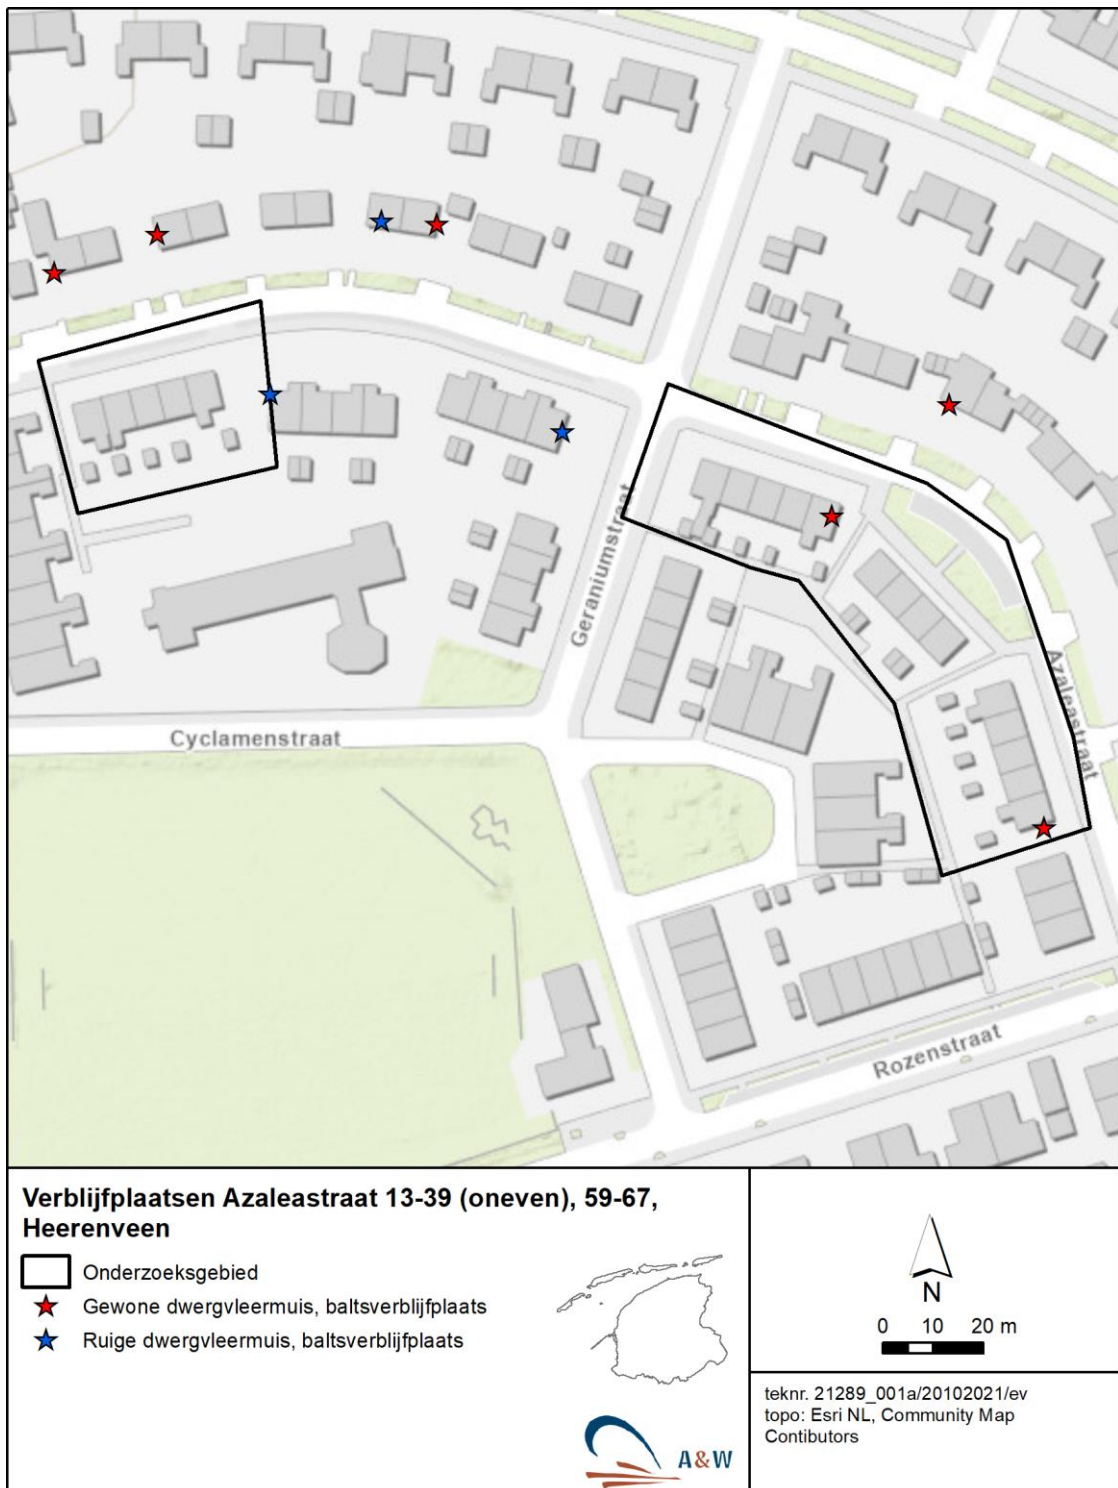 Geraniumstraat
Azaleastraat
Cyclamenstraat
Rozenstraat
Verblijfplaatsen Azaleastraat 13-39 (oneven), 59-67,
Heerenveen
Onderzoeksgebied
Gewone dwergvleermuis, baltsverblijfplaats
Ruige dwergvleermuis, baltsverblijfplaats
A&W
N
0 10 20 m
teknr. 21289_001a/20102021/ev
topo: Esri NL, Community Map
Contibutors